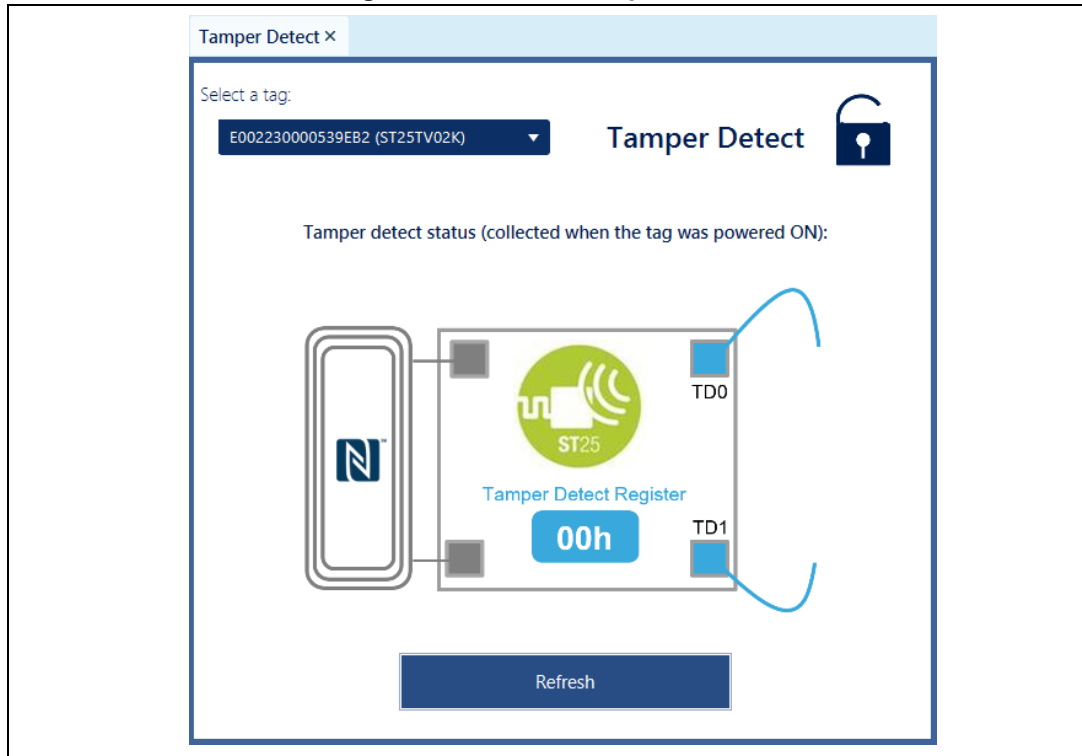 Tamper Detect ×
Select a tag:
E002230000539EB2 (ST25TV02K)
Tamper Detect
Tamper detect status (collected when the tag was powered ON):
TD0
ST25
N™
Tamper Detect Register
00h
TD1
Refresh